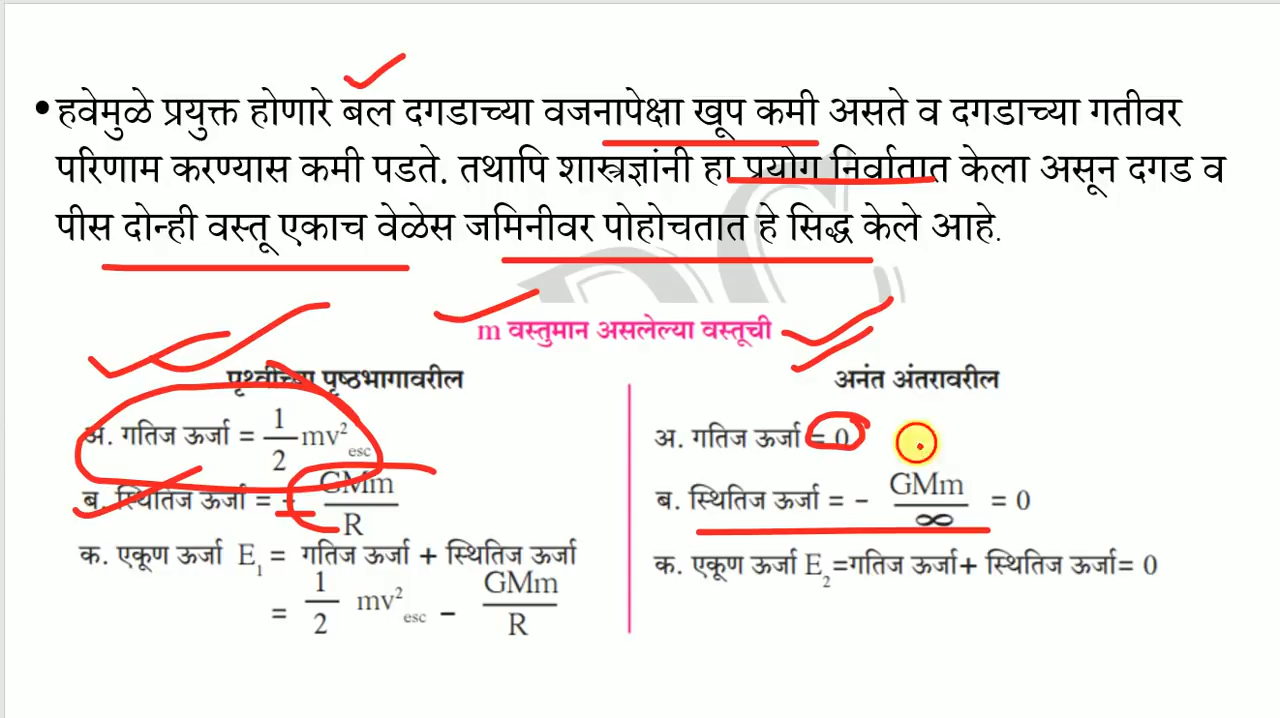 • हवेमुळे प्रयुक्त होणारे बल दगडाच्या वजनापेक्षा खूप कमी असते व दगडाच्या गतीवर
परिणाम करण्यास कमी पडते. तथापि शास्त्रज्ञांनी हा प्रयोग निर्वातात केला असून दगड व
पीस दोन्ही वस्तू एकाच वेळेस जमिनीवर पोहोचतात हे सिद्ध केले आहे.
m वस्तुमान असलेल्या वस्तूची
पृथ्वीच्या पृष्ठभागावरील
अ. गतिज ऊर्जा = 1/2 mv²esc
ब. स्थितिज ऊर्जा = - GMm/R
क. एकूण ऊर्जा E₁ = गतिज ऊर्जा + स्थितिज ऊर्जा
= 1/2 mv²esc - GMm/R
अनंत अंतरावरील
अ. गतिज ऊर्जा = 0
ब. स्थितिज ऊर्जा = - GMm/∞ = 0
क. एकूण ऊर्जा E₂=गतिज ऊर्जा+ स्थितिज ऊर्जा= 0